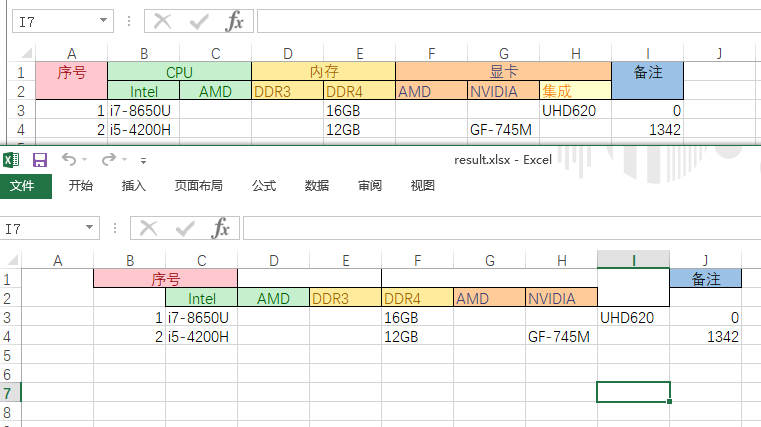 I7 fx
A B C D E F G H I J
1 序号 CPU 内存 显卡 备注
2 Intel AMD DDR3 DDR4 AMD NVIDIA 集成
3 1 i7-8650U 16GB UHD620 0
4 2 i5-4200H 12GB GF-745M 1342
result.xlsx - Excel
文件 开始 插入 页面布局 公式 数据 审阅 视图
I7 fx
A B C D E F G H I J
1 序号 备注
2 Intel AMD DDR3 DDR4 AMD NVIDIA
3 1 i7-8650U 16GB UHD620 0
4 2 i5-4200H 12GB GF-745M 1342
5
6
7
8